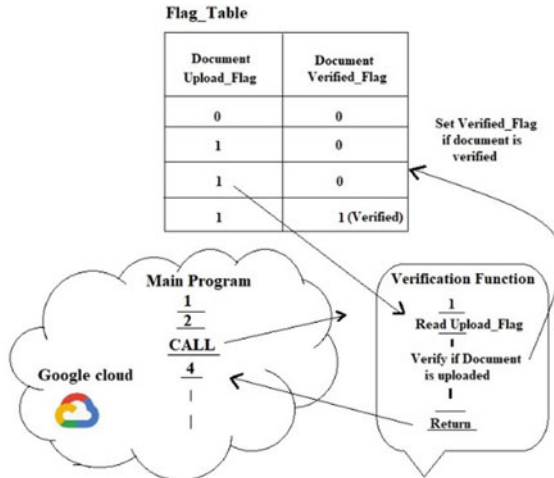 Flag_Table
Document
Upload_Flag
Document
Verified_Flag
0
0
1
0
1
0
1
1 (Verified)
Set Verified_Flag
if document is
verified
Main Program
1
2
CALL
4
Google cloud
Verification Function
1
Read Upload_Flag
Verify if Document
is uploaded
Return